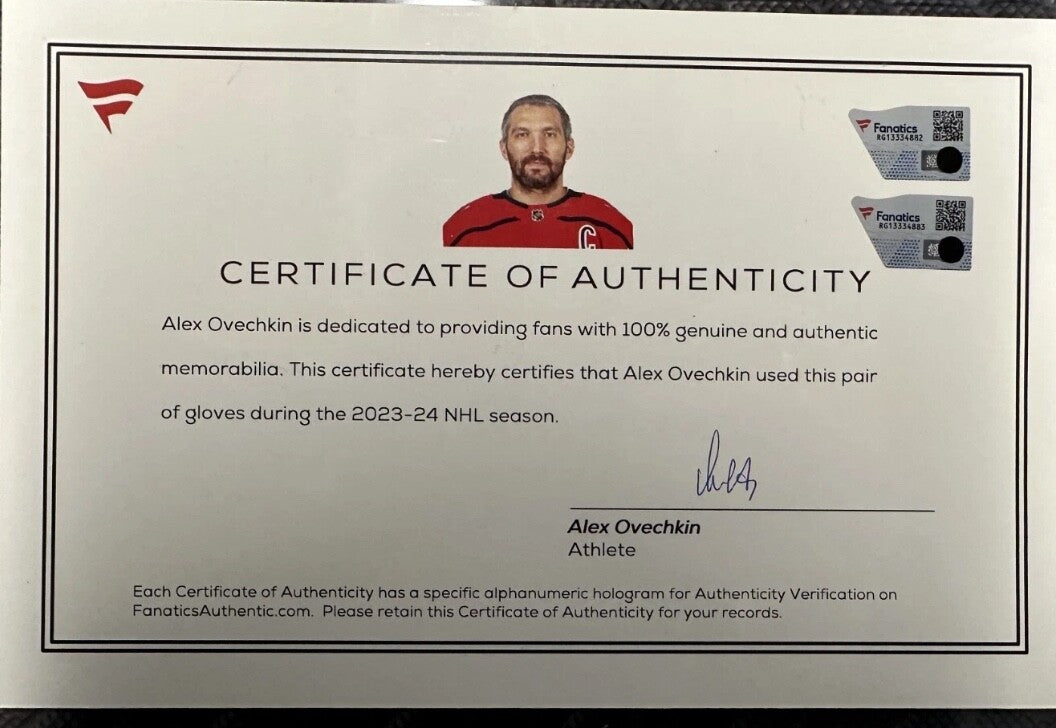 Fanatics
RG13334882
Fanatics
RG13334883
C
CERTIFICATE OF AUTHENTICITY
Alex Ovechkin is dedicated to providing fans with 100% genuine and authentic
memorabilia. This certificate hereby certifies that Alex Ovechkin used this pair
of gloves during the 2023-24 NHL season.
Alex Ovechkin
Athlete
Each Certificate of Authenticity has a specific alphanumeric hologram for Authenticity Verification on
FanaticsAuthentic.com. Please retain this Certificate of Authenticity for your records.